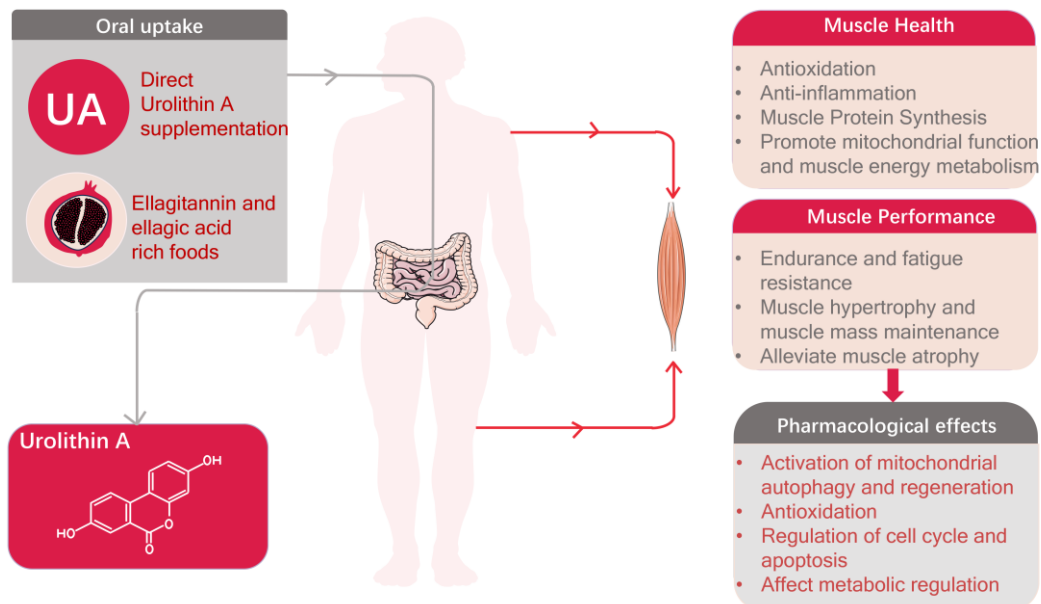 Oral uptake
UA
Direct
Urolithin A
supplementation
Ellagitannin and
ellagic acid
rich foods
Urolithin A
OH
HO
O
O
Muscle Health
• Antioxidation
• Anti-inflammation
• Muscle Protein Synthesis
• Promote mitochondrial function
and muscle energy metabolism
Muscle Performance
• Endurance and fatigue
resistance
• Muscle hypertrophy and
muscle mass maintenance
• Alleviate muscle atrophy
Pharmacological effects
• Activation of mitochondrial
autophagy and regeneration
• Antioxidation
• Regulation of cell cycle and
apoptosis
• Affect metabolic regulation